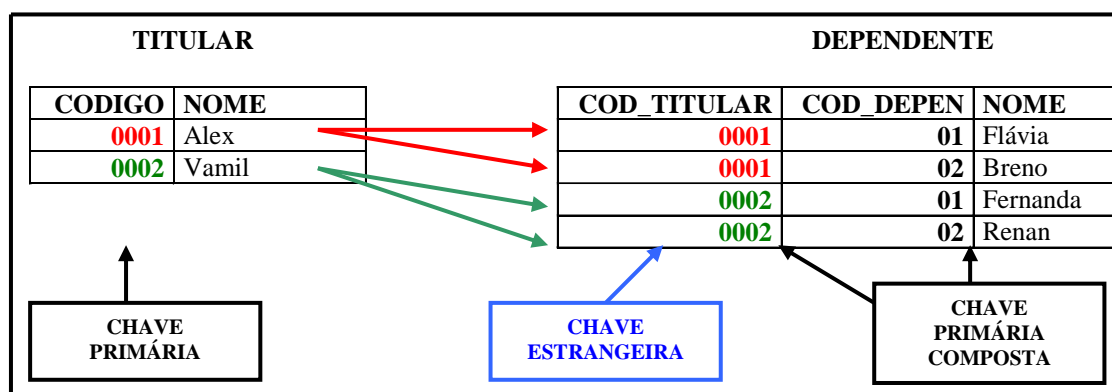 TITULAR DEPENDENTE
CODIGO NOME COD_TITULAR COD_DEPEN NOME
0001 Alex 0001 01 Flávia
0002 Vamil 0001 02 Breno
0002 01 Fernanda
0002 02 Renan
CHAVE
PRIMÁRIA
CHAVE
ESTRANGEIRA
CHAVE
PRIMÁRIA
COMPOSTA